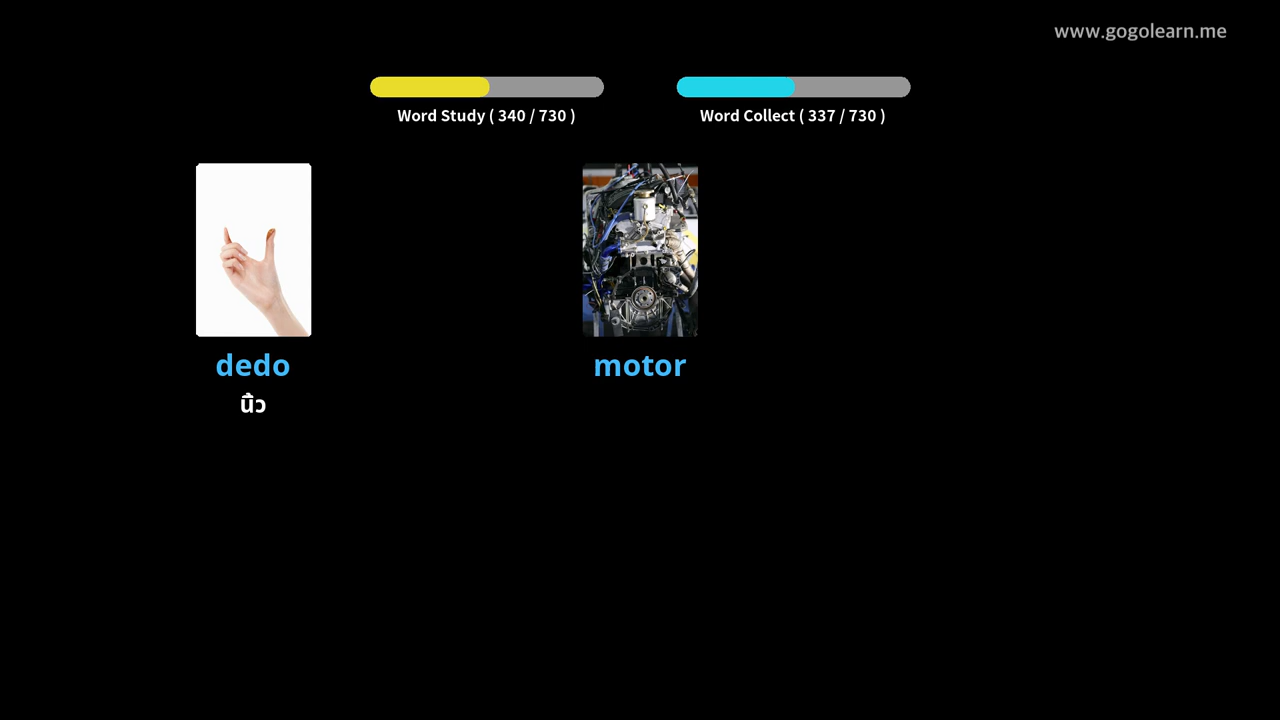 www.gogolearn.me
Word Study ( 340 / 730 )
Word Collect ( 337 / 730 )
dedo
นิ้ว
motor